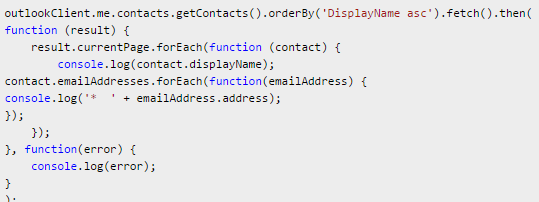 outlookClient.me.contacts.getContacts().orderBy('DisplayName asc').fetch().then(
function (result) {
    result.currentPage.forEach(function (contact) {
        console.log(contact.displayName);
contact.emailAddresses.forEach(function(emailAddress) {
console.log('*  ' + emailAddress.address);
});
    });
}, function(error) {
    console.log(error);
}
);